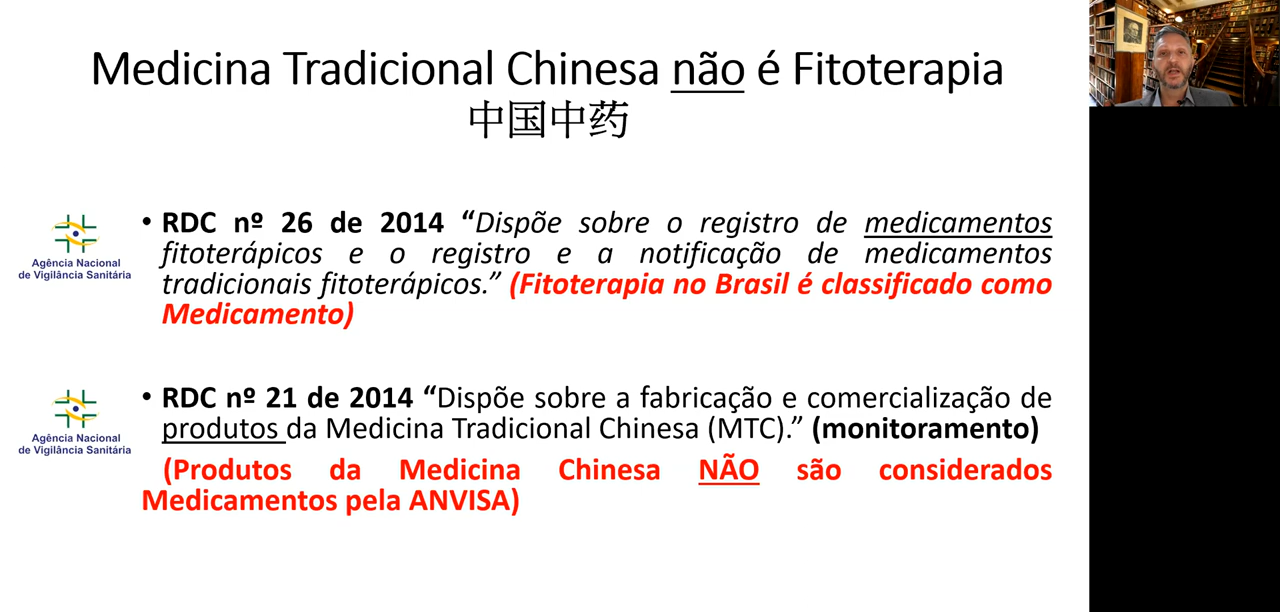 Medicina Tradicional Chinesa não é Fitoterapia
中国中药
• RDC nº 26 de 2014 “Dispõe sobre o registro de medicamentos
fitoterápicos e o registro e a notificação de medicamentos
tradicionais fitoterápicos.” (Fitoterapia no Brasil é classificado como
Medicamento)
Agência Nacional
de Vigilância Sanitária
• RDC nº 21 de 2014 “Dispõe sobre a fabricação e comercialização de
produtos da Medicina Tradicional Chinesa (MTC).” (monitoramento)
(Produtos da Medicina Chinesa NÃO são considerados
Medicamentos pela ANVISA)
Agência Nacional
de Vigilância Sanitária